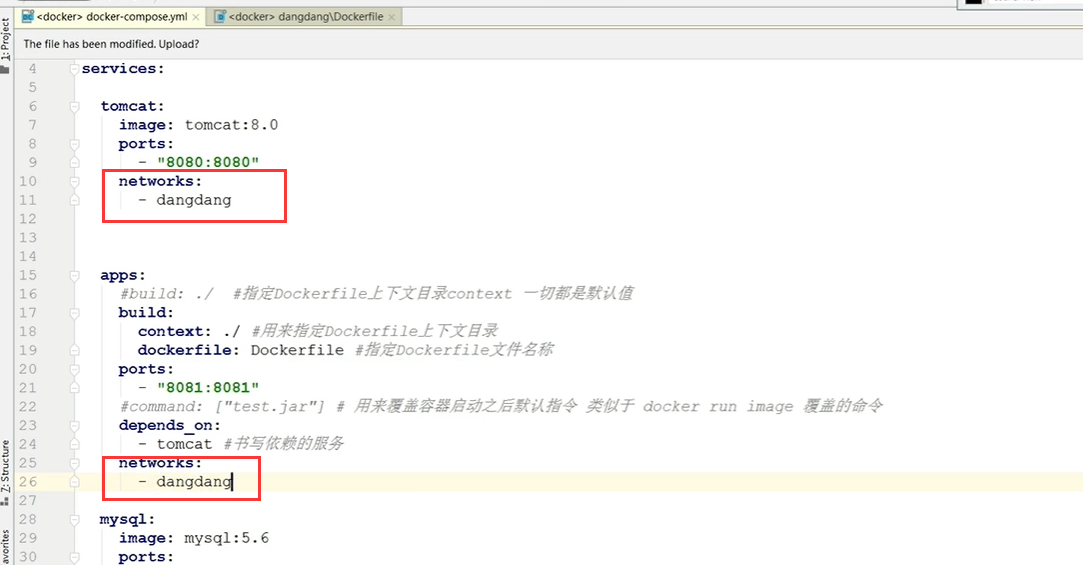 <docker> docker-compose.yml
<docker> dangdang\Dockerfile
1: Project
The file has been modified. Upload?
4 services:
5
6 tomcat:
7 image: tomcat:8.0
8 ports:
9 - "8080:8080"
10 networks:
11 - dangdang
12
13
14
15 apps:
16 #build: ./ #指定Dockerfile上下文目录context 一切都是默认值
17 build:
18 context: ./ #用来指定Dockerfile上下文目录
19 dockerfile: Dockerfile #指定Dockerfile文件名称
20 ports:
21 - "8081:8081"
22 #command: ["test.jar"] # 用来覆盖容器启动之后默认指令 类似于 docker run image 覆盖的命令
23 depends_on:
24 - tomcat #书写依赖的服务
25 networks:
26 - dangdang
27
28 mysql:
29 image: mysql:5.6
30 ports:
Z: Structure
avorites